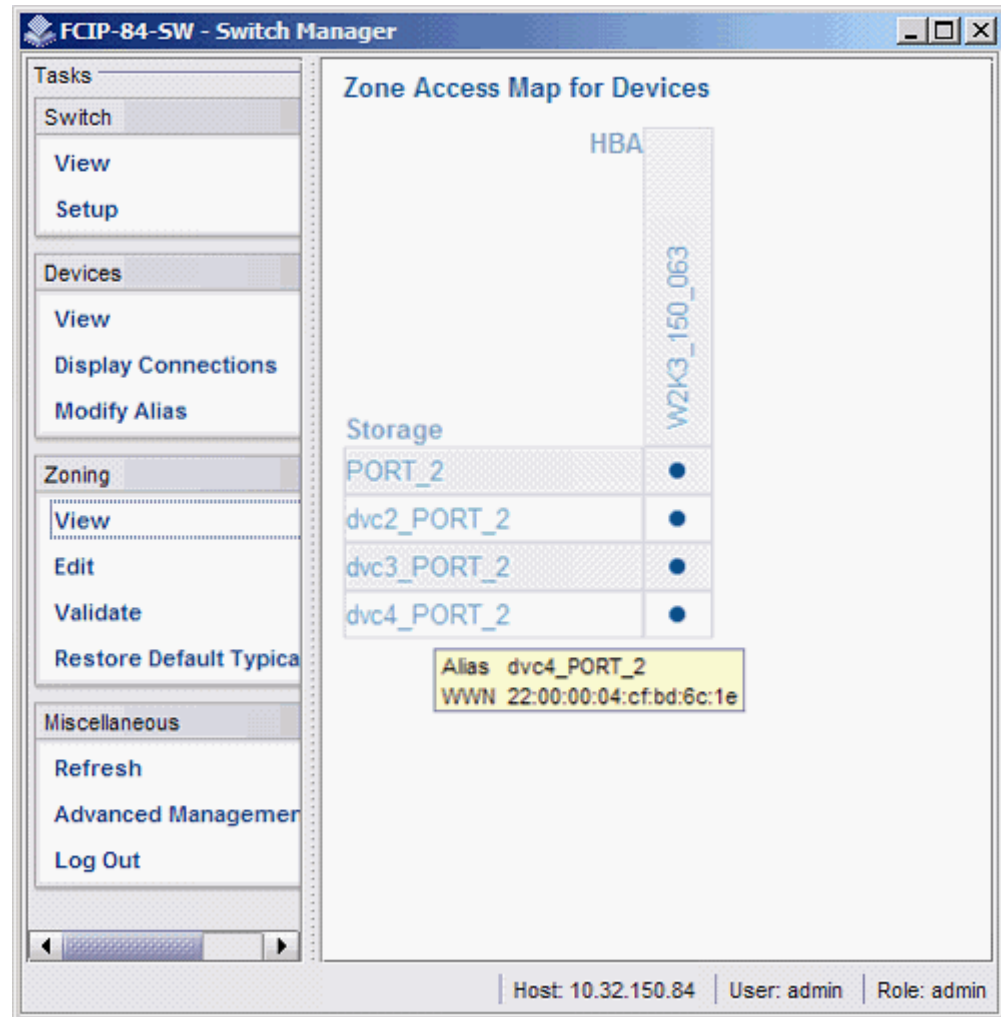 FCIP-84-SW - Switch Manager
Tasks
Switch
View
Setup
Devices
View
Display Connections
Modify Alias
Zoning
View
Edit
Validate
Restore Default Typica
Miscellaneous
Refresh
Advanced Managemen
Log Out
Zone Access Map for Devices
HBA
W2K3_150_063
Storage
PORT_2
dvc2_PORT_2
dvc3_PORT_2
dvc4_PORT_2
Alias dvc4_PORT_2
WWN 22:00:00:04:cf:bd:6c:1e
Host: 10.32.150.84 User: admin Role: admin